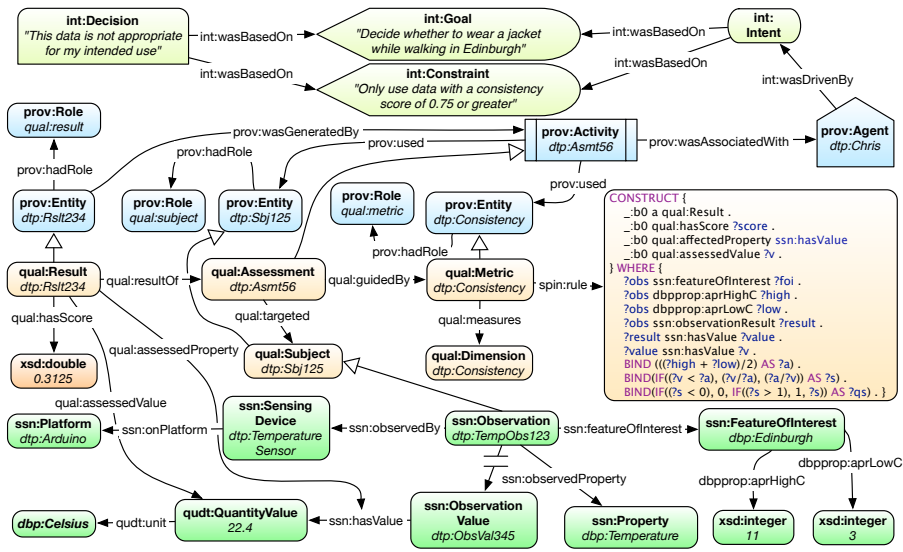 int:Decision
"This data is not appropriate
for my intended use"
int:wasBasedOn
int:Goal
"Decide whether to wear a jacket
while walking in Edinburgh"
int:wasBasedOn
int:
Intent
int:wasBasedOn
int:Constraint
"Only use data with a consistency
score of 0.75 or greater"
int:wasBasedOn
int:wasDrivenBy
prov:Role
qual:result
prov:wasGeneratedBy
prov:used
prov:Activity
dtp:Asmt56
prov:wasAssociatedWith
prov:Agent
dtp:Chris
prov:hadRole
prov:hadRole
prov:used
prov:Entity
dtp:Rslt234
prov:Role
qual:subject
prov:Entity
dtp:Sbj125
prov:Role
qual:metric
prov:Entity
dtp:Consistency
prov:hadRole
qual:Result
dtp:Rslt234
qual:resultOf
qual:Assessment
dtp:Asmt56
qual:guidedBy
qual:Metric
dtp:Consistency
spin:rule
CONSTRUCT {
_:b0 a qual:Result .
_:b0 qual:hasScore ?score .
_:b0 qual:affectedProperty ssn:hasValue
_:b0 qual:assessedValue ?v .
} WHERE {
?obs ssn:featureOfInterest ?foi .
?obs dbpprop:aprHighC ?high .
?obs dbpprop:aprLowC ?low .
?obs ssn:observationResult ?result .
?result ssn:hasValue ?value .
?value ssn:hasValue ?v .
BIND (((?high + ?low)/2) AS ?a) .
BIND(IF((?v < ?a), (?v/?a), (?a/?v)) AS ?s) .
BIND(IF((?s < 0), 0, IF((?s > 1), 1, ?s)) AS ?qs) . }
qual:hasScore
qual:targeted
qual:measures
qual:assessedProperty
xsd:double
0.3125
qual:Subject
dtp:Sbj125
qual:Dimension
dtp:Consistency
qual:assessedValue
ssn:Platform
dtp:Arduino
ssn:onPlatform
ssn:Sensing
Device
dtp:Temperature
Sensor
ssn:observedBy
ssn:Observation
dtp:TempObs123
ssn:featureOfInterest
ssn:FeatureOfInterest
dbp:Edinburgh
ssn:observedProperty
dbpprop:aprHighC
dbpprop:aprLowC
dbp:Celsius
qudt:unit
qudt:QuantityValue
22.4
ssn:hasValue
ssn:Observation
Value
dtp:ObsVal345
ssn:Property
dbp:Temperature
xsd:integer
11
xsd:integer
3